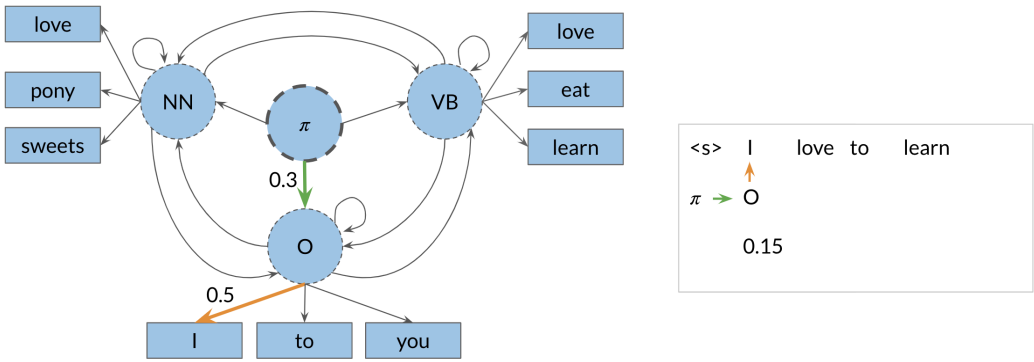 love
pony
sweets
NN
π
VB
love
eat
learn
0.3
O
0.5
I
to
you
<s> I love to learn
π O
0.15